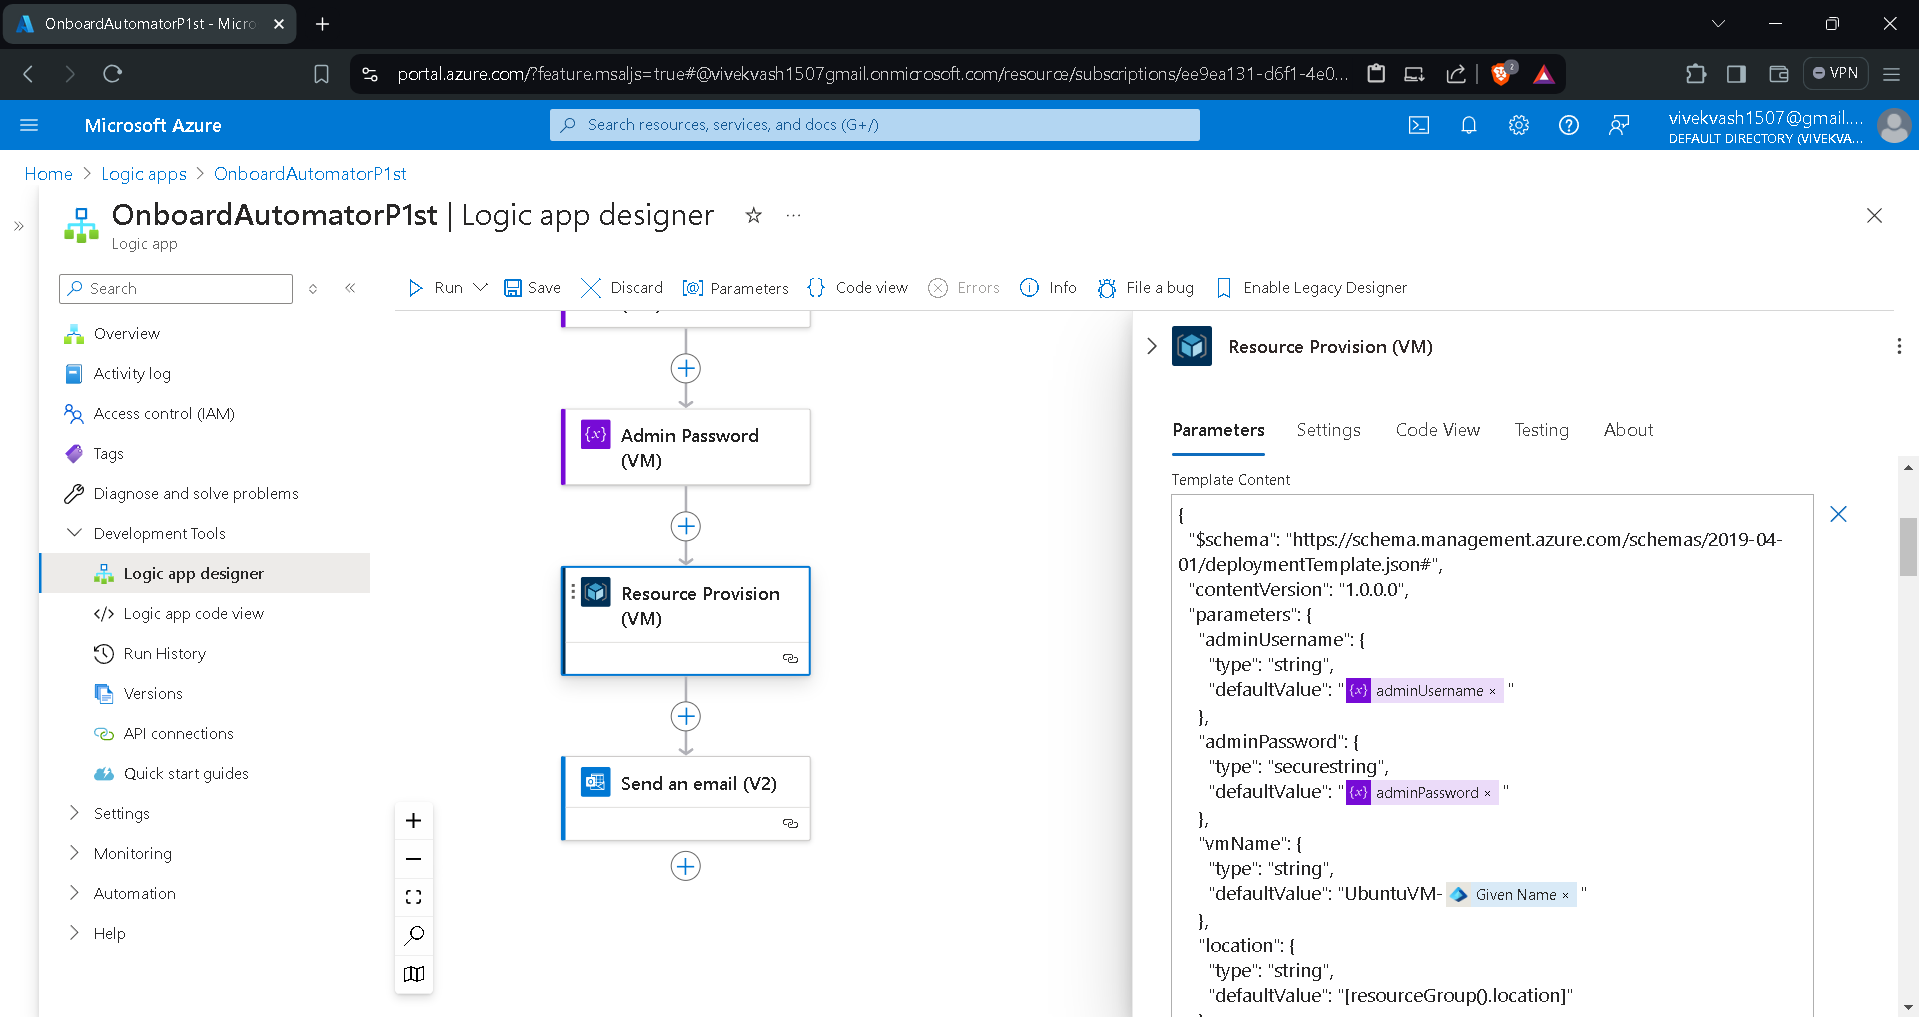 OnboardAutomatorP1st - Micro
portal.azure.com/?feature.msaljs=true#@vivekvash1507gmail.onmicrosoft.com/resource/subscriptions/ee9ea131-d6f1-4e0...
2
VPN
Microsoft Azure
Search resources, services, and docs (G+/)
vivekvash1507@gmail....
DEFAULT DIRECTORY (VIVEKVA...
Home > Logic apps > OnboardAutomatorP1st
OnboardAutomatorP1st | Logic app designer
Logic app
Search
Overview
Activity log
Access control (IAM)
Tags
Diagnose and solve problems
Development Tools
Logic app designer
Logic app code view
Run History
Versions
API connections
Quick start guides
Settings
Monitoring
Automation
Help
Run
Save
Discard
Parameters
Code view
Errors
Info
File a bug
Enable Legacy Designer
Admin Password
(VM)
Resource Provision
(VM)
Send an email (V2)
Resource Provision (VM)
Parameters
Settings
Code View
Testing
About
Template Content
{
"$schema": "https://schema.management.azure.com/schemas/2019-04-
01/deploymentTemplate.json#",
"contentVersion": "1.0.0.0",
"parameters": {
"adminUsername": {
"type": "string",
"defaultValue": " {x} adminUsername × "
},
"adminPassword": {
"type": "securestring",
"defaultValue": " {x} adminPassword × "
},
"vmName": {
"type": "string",
"defaultValue": "UbuntuVM- Given Name × "
},
"location": {
"type": "string",
"defaultValue": "[resourceGroup().location]"